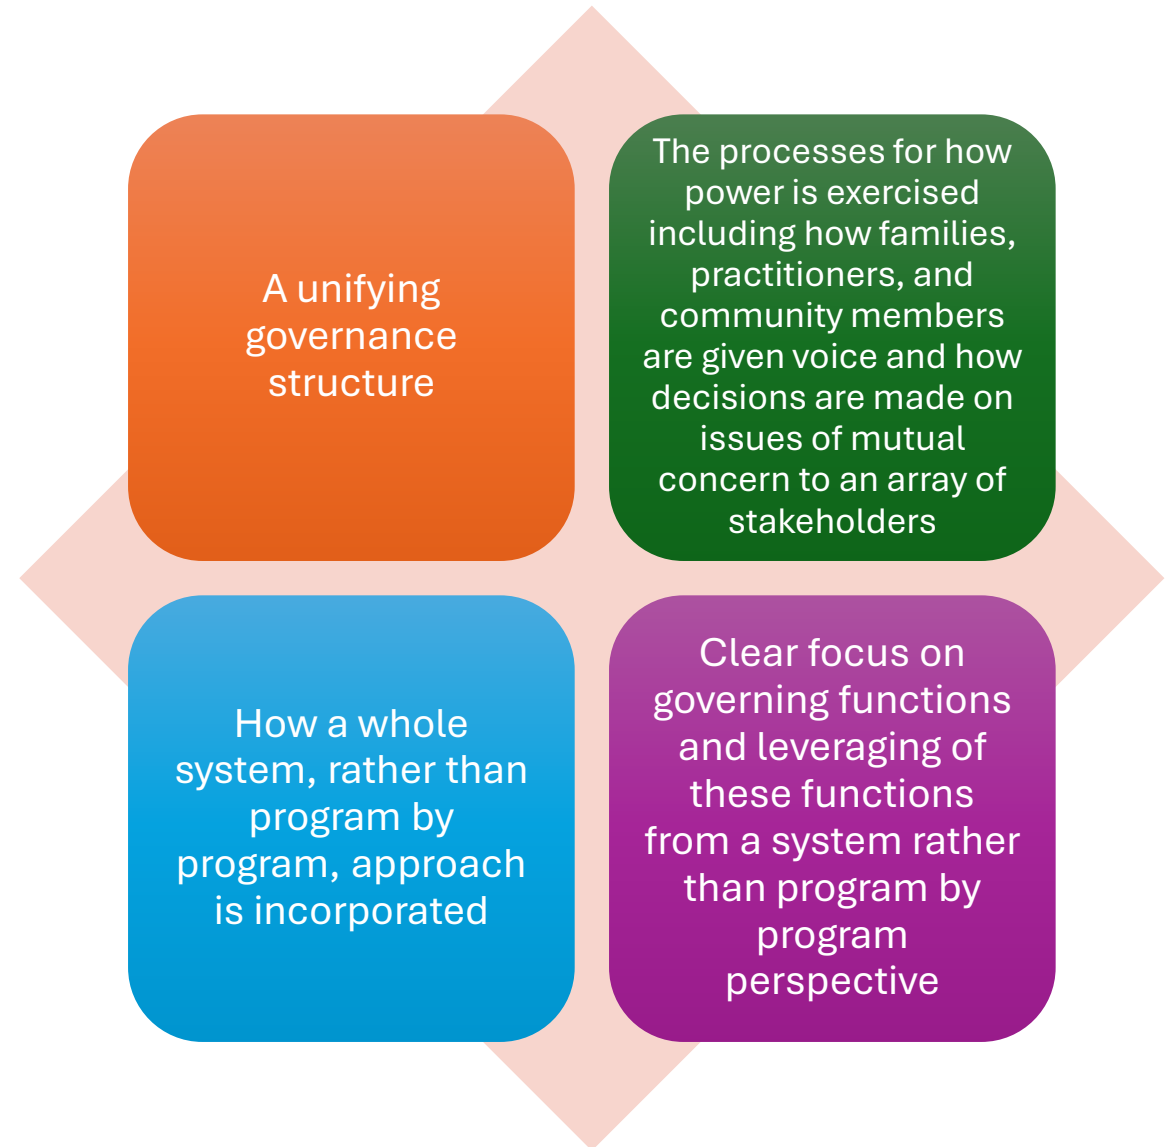 A unifying
governance
structure
The processes for how
power is exercised
including how families,
practitioners, and
community members
are given voice and how
decisions are made on
issues of mutual
concern to an array of
stakeholders
How a whole
system, rather than
program by
program, approach
is incorporated
Clear focus on
governing functions
and leveraging of
these functions
from a system rather
than program by
program
perspective